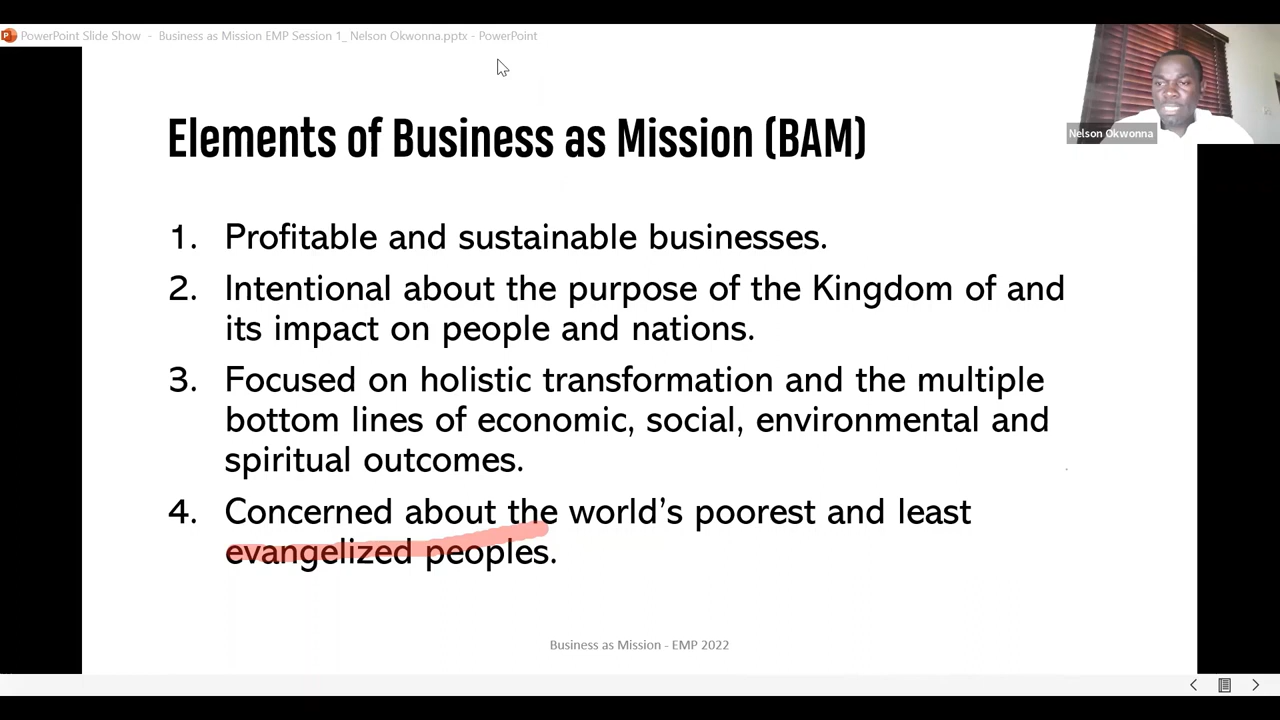 PowerPoint Slide Show - Business as Mission EMP Session 1_ Nelson Okwonna.pptx - PowerPoint
Nelson Okwonna
Elements of Business as Mission (BAM)
1. Profitable and sustainable businesses.
2. Intentional about the purpose of the Kingdom of and
its impact on people and nations.
3. Focused on holistic transformation and the multiple
bottom lines of economic, social, environmental and
spiritual outcomes.
4. Concerned about the world's poorest and least
evangelized peoples.
Business as Mission - EMP 2022